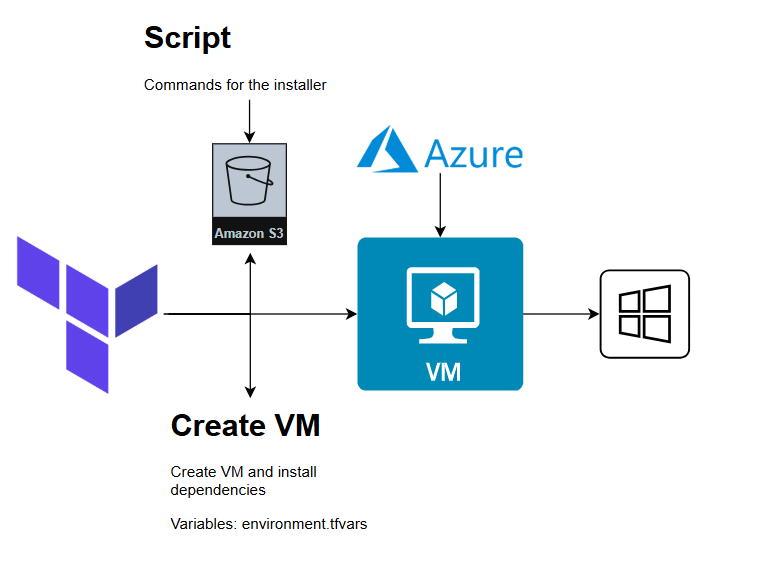 Script
Commands for the installer
Amazon S3
Azure
VM
Create VM
Create VM and install
dependencies
Variables: environment.tfvars